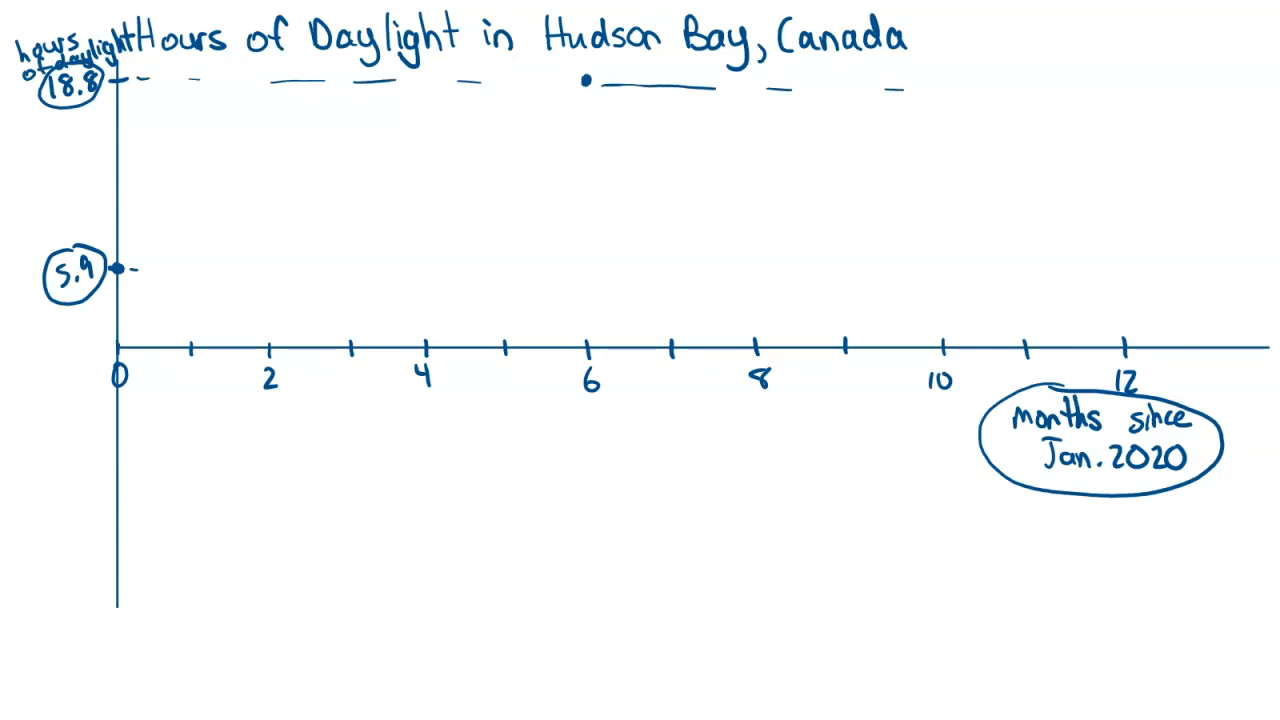 Hours of Daylight in Hudson Bay, Canada
hours
of daylight
18.8
5.9
0 2 4 6 8 10 12
months since
Jan. 2020